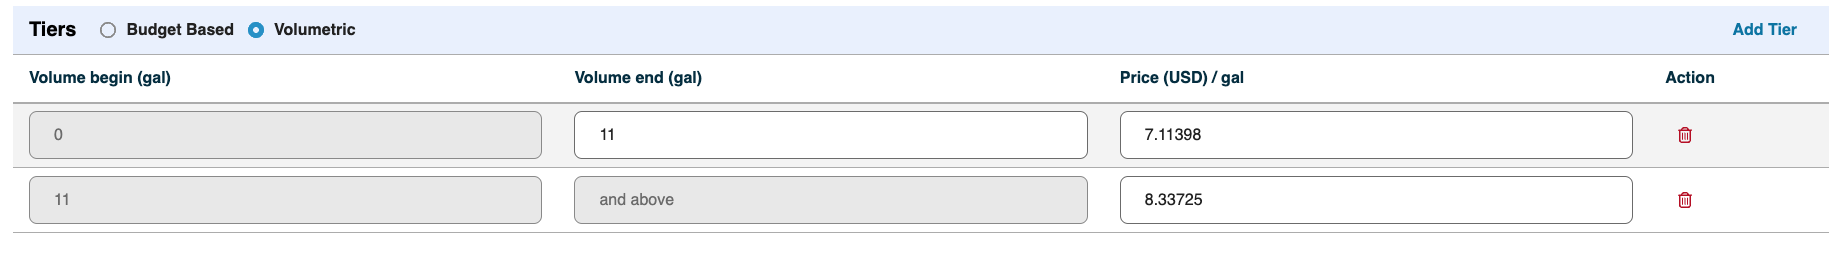 Tiers Budget Based Volumetric Add Tier
Volume begin (gal) Volume end (gal) Price (USD) / gal Action
0 11 7.11398
11 and above 8.33725